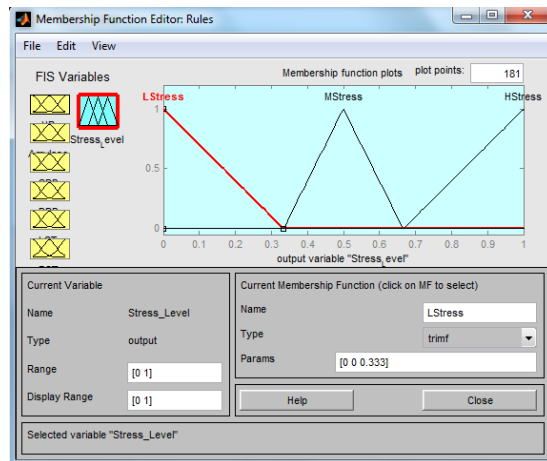 Membership Function Editor: Rules
File Edit View
FIS Variables
Membership function plots plot points: 181
LStress MStress HStress
Stress_Level
1
0.5
0
0 0.1 0.2 0.3 0.4 0.5 0.6 0.7 0.8 0.9 1
output variable "Stress_Level"
Current Variable
Name Stress_Level
Type output
Range [0 1]
Display Range [0 1]
Current Membership Function (click on MF to select)
Name LStress
Type trimf
Params [0 0 0.333]
Help Close
Selected variable "Stress_Level"